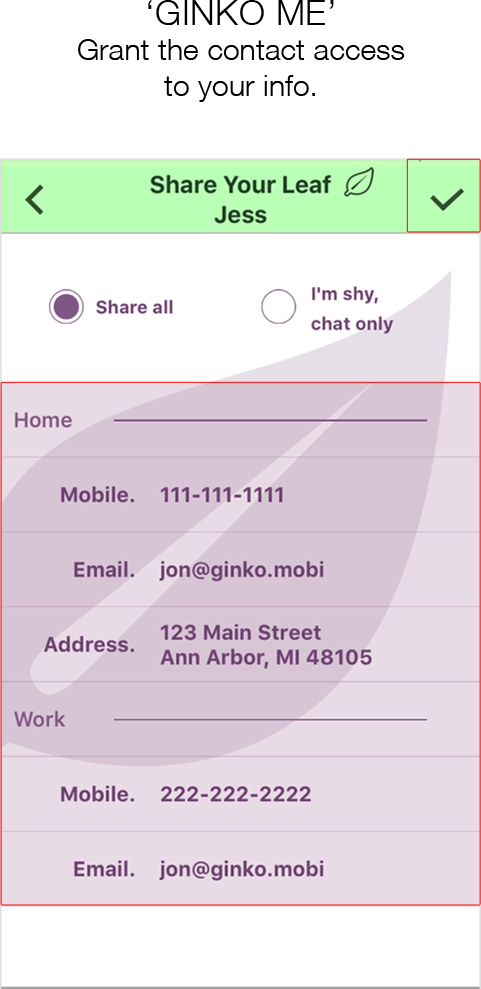 ‘GINKO ME’
Grant the contact access
to your info.
Share Your Leaf
Jess
Share all
I'm shy,
chat only
Home
Mobile. 111-111-1111
Email. jon@ginko.mobi
Address. 123 Main Street
Ann Arbor, MI 48105
Work
Mobile. 222-222-2222
Email. jon@ginko.mobi